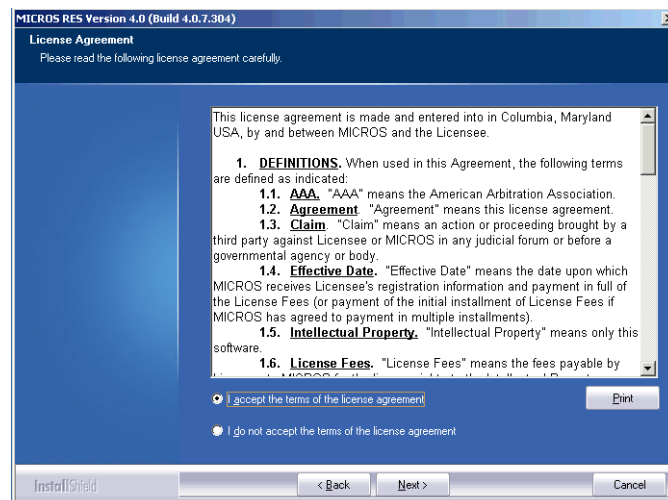 MICROS RES Version 4.0 (Build 4.0.7.304)
License Agreement
Please read the following license agreement carefully.
This license agreement is made and entered into in Columbia, Maryland
USA, by and between MICROS and the Licensee.
1. DEFINITIONS. When used in this Agreement, the following terms
are defined as indicated:
1.1. AAA. "AAA" means the American Arbitration Association.
1.2. Agreement. "Agreement" means this license agreement.
1.3. Claim. "Claim" means an action or proceeding brought by a
third party against Licensee or MICROS in any judicial forum or before a
governmental agency or body.
1.4. Effective Date. "Effective Date" means the date upon which
MICROS receives Licensee's registration information and payment in full of
the License Fees (or payment of the initial installment of License Fees if
MICROS has agreed to payment in multiple installments).
1.5. Intellectual Property. "Intellectual Property" means only this
software.
1.6. License Fees. "License Fees" means the fees payable by
I accept the terms of the license agreement
Print
I do not accept the terms of the license agreement
InstallShield
< Back
Next >
Cancel